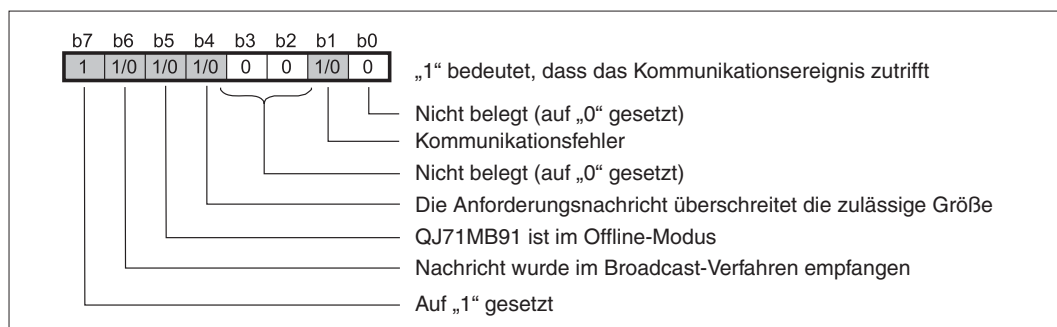 b7 b6 b5 b4 b3 b2 b1 b0
1 1/0 1/0 1/0 0 0 1/0 0
„1“ bedeutet, dass das Kommunikationsereignis zutrifft
Nicht belegt (auf „0“ gesetzt)
Kommunikationsfehler
Nicht belegt (auf „0“ gesetzt)
Die Anforderungsnachricht überschreitet die zulässige Größe
QJ71MB91 ist im Offline-Modus
Nachricht wurde im Broadcast-Verfahren empfangen
Auf „1“ gesetzt